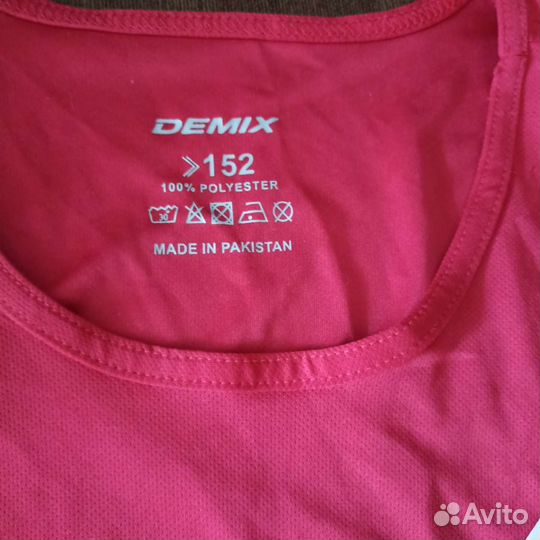 DEMIX
152
100% POLYESTER
30°
MADE IN PAKISTAN
Avito